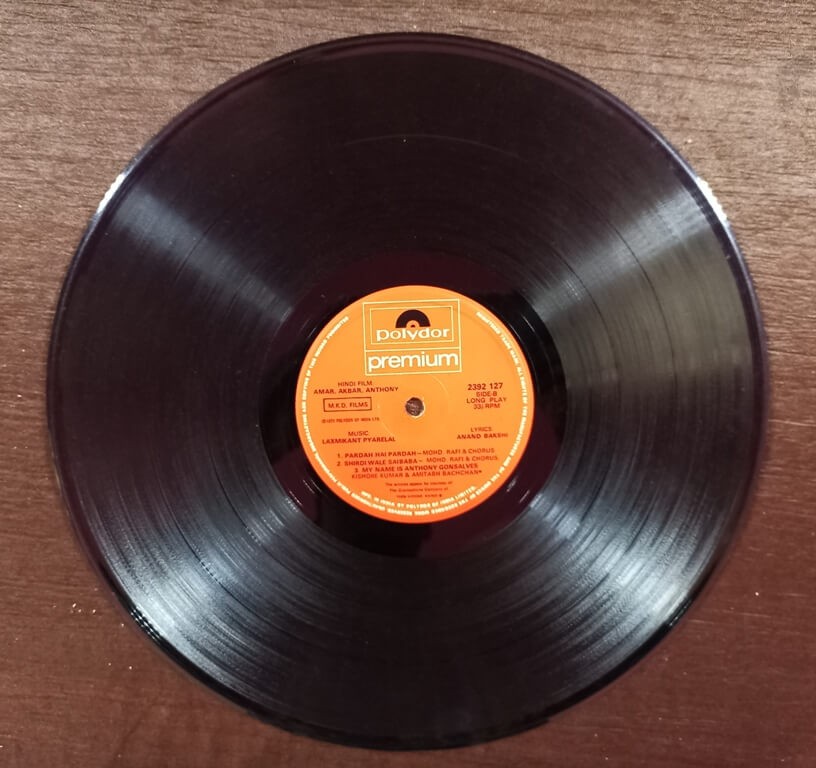 polydor
premium
HINDI FILM
AMAR, AKBAR, ANTHONY
M.K.D. FILMS
2392 127
SIDE-B
LONG PLAY
33⅓ RPM
MUSIC
LAXMIKANT PYARELAL
LYRICS
ANAND BAKSHI
1. PARDAH HAI PARDAH – MOHD. RAFI & CHORUS
2 SHIRDI WALE SAIBABA – MOHD. RAFI & CHORUS
3 MY NAME IS ANTHONY GONSALVES
KISHORE KUMAR & AMITABH BACHCHAN*